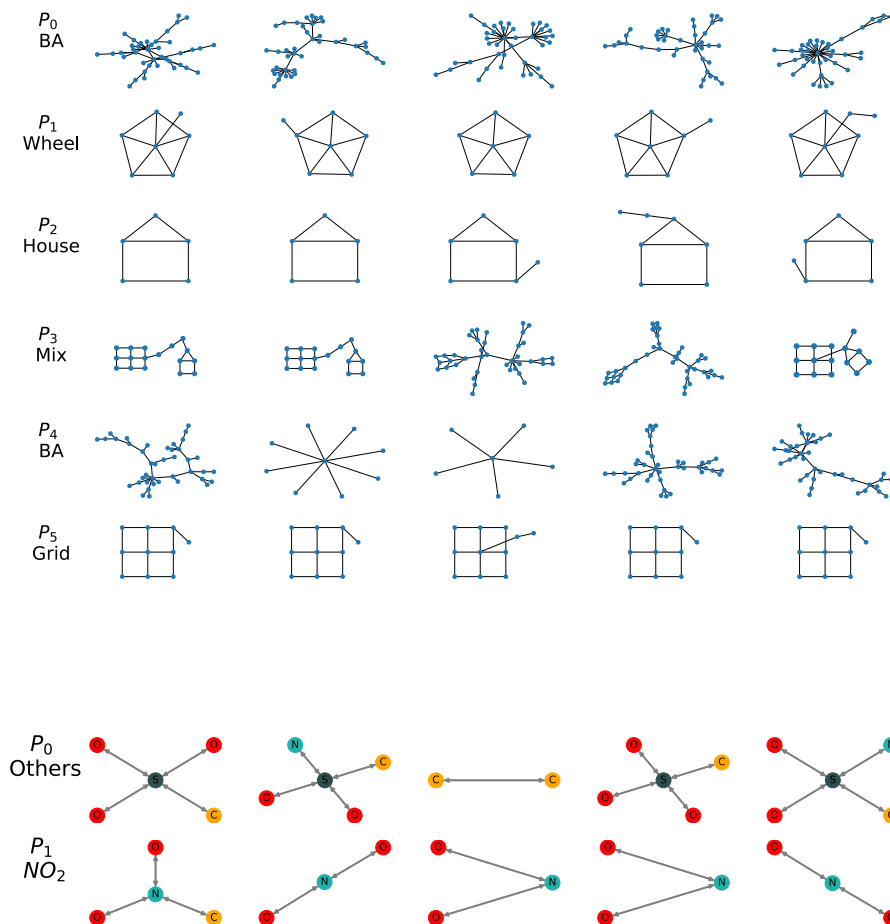 P₀
BA
P₁
Wheel
P₂
House
P₃
Mix
P₄
BA
P₅
Grid
P₀
Others
O O N C O N
S S C C S S
O C O O O O O C
P₁
NO₂
O O O O O
N N N N N
O C O O O O